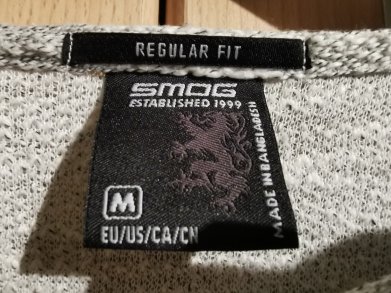 REGULAR FIT
SMOG
ESTABLISHED 1999
MADE IN BANGLADESH
M
EU/US/CA/CN